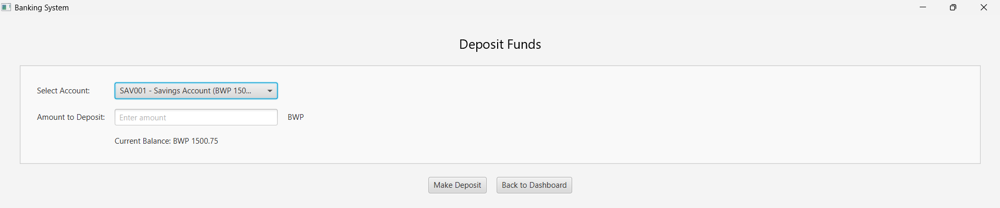 Banking System
Deposit Funds
Select Account: SAV001 - Savings Account (BWP 150...
Amount to Deposit: Enter amount BWP
Current Balance: BWP 1500.75
Make Deposit Back to Dashboard